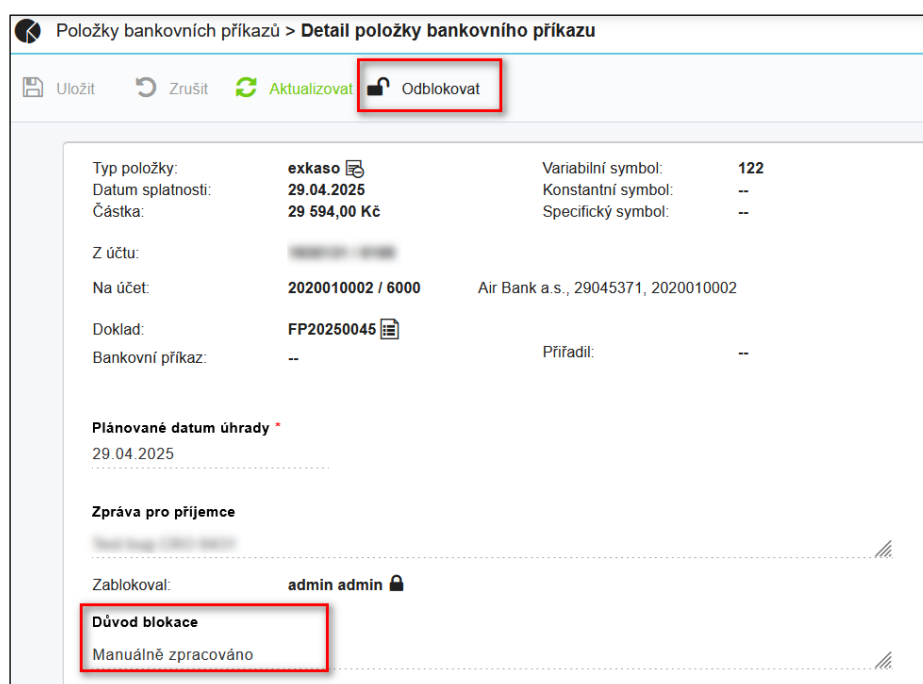 Položky bankovních příkazů > Detail položky bankovního příkazu
Uložit Zrušit Aktualizovat Odblokovat
Typ položky: exkaso Variabilní symbol: 122
Datum splatnosti: 29.04.2025 Konstantní symbol: --
Částka: 29 594,00 Kč Specifický symbol: --
Z účtu:
Na účet: 2020010002 / 6000 Air Bank a.s., 29045371, 2020010002
Doklad: FP20250045
Bankovní příkaz: -- Přiřadil: --
Plánované datum úhrady *
29.04.2025
Zpráva pro příjemce
Zablokoval: admin admin
Důvod blokace
Manuálně zpracováno